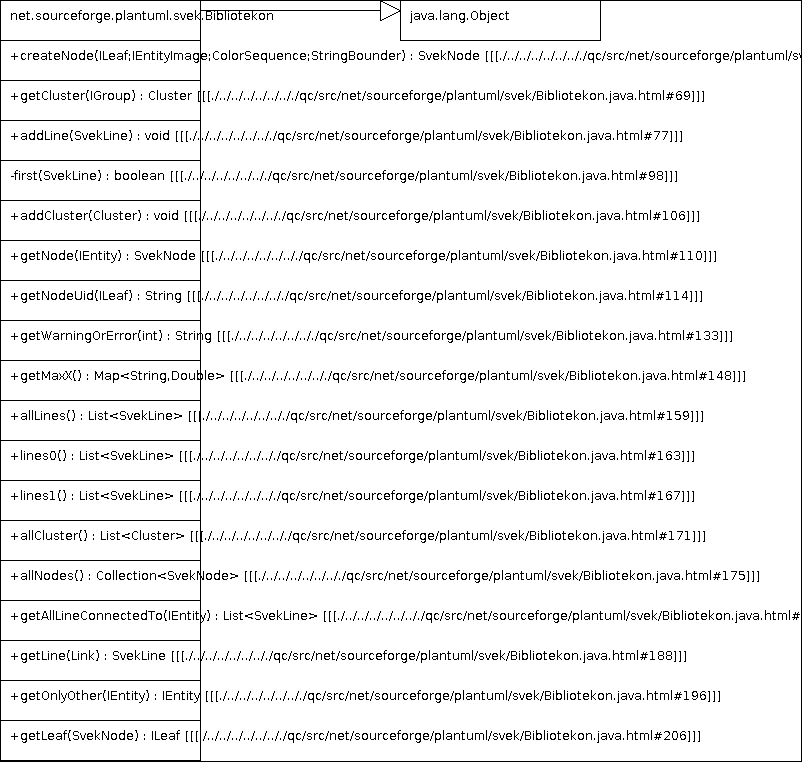 net.sourceforge.plantuml.svek.Bibliotekon
java.lang.Object
+createNode(ILeaf;IEntityImage;ColorSequence;StringBounder) : SvekNode [[[./../../../../../../qc/src/net/sourceforge/plantuml/s
+getCluster(IGroup) : Cluster [[[./../../../../../../qc/src/net/sourceforge/plantuml/svek/Bibliotekon.java.html#69]]]
+addLine(SvekLine) : void [[[./../../../../../../qc/src/net/sourceforge/plantuml/svek/Bibliotekon.java.html#77]]]
-first(SvekLine) : boolean [[[./../../../../../../qc/src/net/sourceforge/plantuml/svek/Bibliotekon.java.html#98]]]
+addCluster(Cluster) : void [[[./../../../../../../qc/src/net/sourceforge/plantuml/svek/Bibliotekon.java.html#106]]]
+getNode(IEntity) : SvekNode [[[./../../../../../../qc/src/net/sourceforge/plantuml/svek/Bibliotekon.java.html#110]]]
+getNodeUid(ILeaf) : String [[[./../../../../../../qc/src/net/sourceforge/plantuml/svek/Bibliotekon.java.html#114]]]
+getWarningOrError(int) : String [[[./../../../../../../qc/src/net/sourceforge/plantuml/svek/Bibliotekon.java.html#133]]]
+getMaxX() : Map<String,Double> [[[./../../../../../../qc/src/net/sourceforge/plantuml/svek/Bibliotekon.java.html#148]]]
+allLines() : List<SvekLine> [[[./../../../../../../qc/src/net/sourceforge/plantuml/svek/Bibliotekon.java.html#159]]]
+lines0() : List<SvekLine> [[[./../../../../../../qc/src/net/sourceforge/plantuml/svek/Bibliotekon.java.html#163]]]
+lines1() : List<SvekLine> [[[./../../../../../../qc/src/net/sourceforge/plantuml/svek/Bibliotekon.java.html#167]]]
+allCluster() : List<Cluster> [[[./../../../../../../qc/src/net/sourceforge/plantuml/svek/Bibliotekon.java.html#171]]]
+allNodes() : Collection<SvekNode> [[[./../../../../../../qc/src/net/sourceforge/plantuml/svek/Bibliotekon.java.html#175]]]
+getAllLineConnectedTo(IEntity) : List<SvekLine> [[[./../../../../../../qc/src/net/sourceforge/plantuml/svek/Bibliotekon.java.html#
+getLine(Link) : SvekLine [[[./../../../../../../qc/src/net/sourceforge/plantuml/svek/Bibliotekon.java.html#188]]]
+getOnlyOther(IEntity) : IEntity [[[./../../../../../../qc/src/net/sourceforge/plantuml/svek/Bibliotekon.java.html#196]]]
+getLeaf(SvekNode) : ILeaf [[[./../../../../../../qc/src/net/sourceforge/plantuml/svek/Bibliotekon.java.html#206]]]